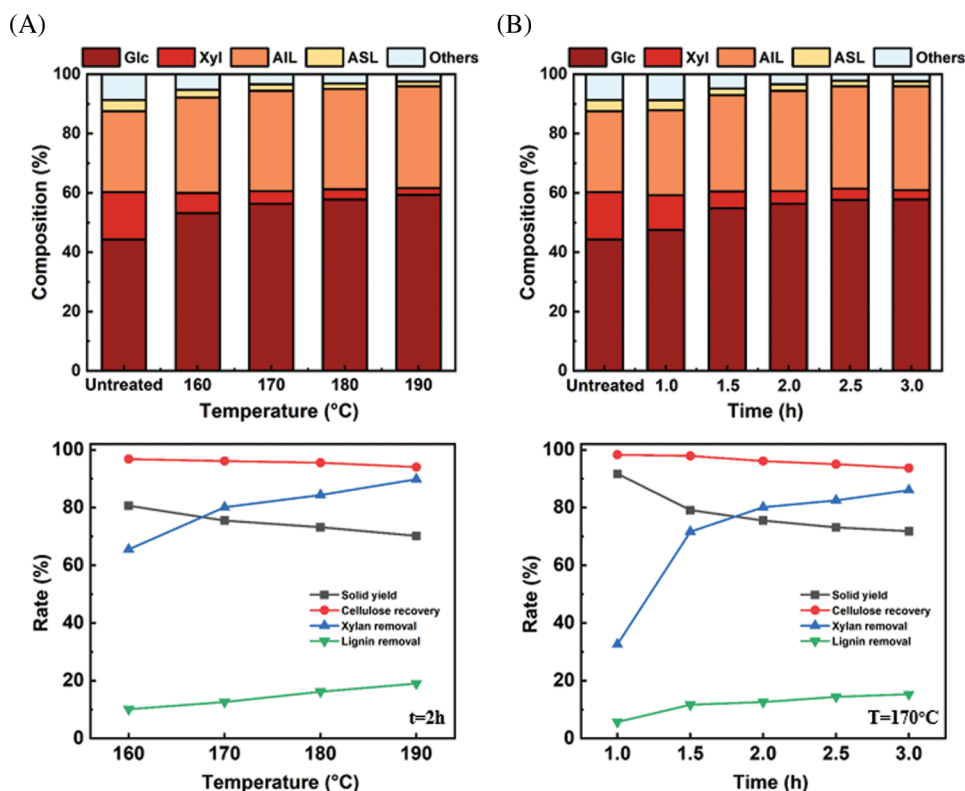 (A)
Glc Xyl AIL ASL Others
100
80
60
40
20
0
Composition (%)
Untreated 160 170 180 190
Temperature (°C)
100
80
60
40
20
0
Rate (%)
Solid yield
Cellulose recovery
Xylan removal
Lignin removal
t=2h
160 170 180 190
Temperature (°C)
(B)
Glc Xyl AIL ASL Others
100
80
60
40
20
0
Composition (%)
Untreated 1.0 1.5 2.0 2.5 3.0
Time (h)
100
80
60
40
20
0
Rate (%)
Solid yield
Cellulose recovery
Xylan removal
Lignin removal
T=170°C
1.0 1.5 2.0 2.5 3.0
Time (h)